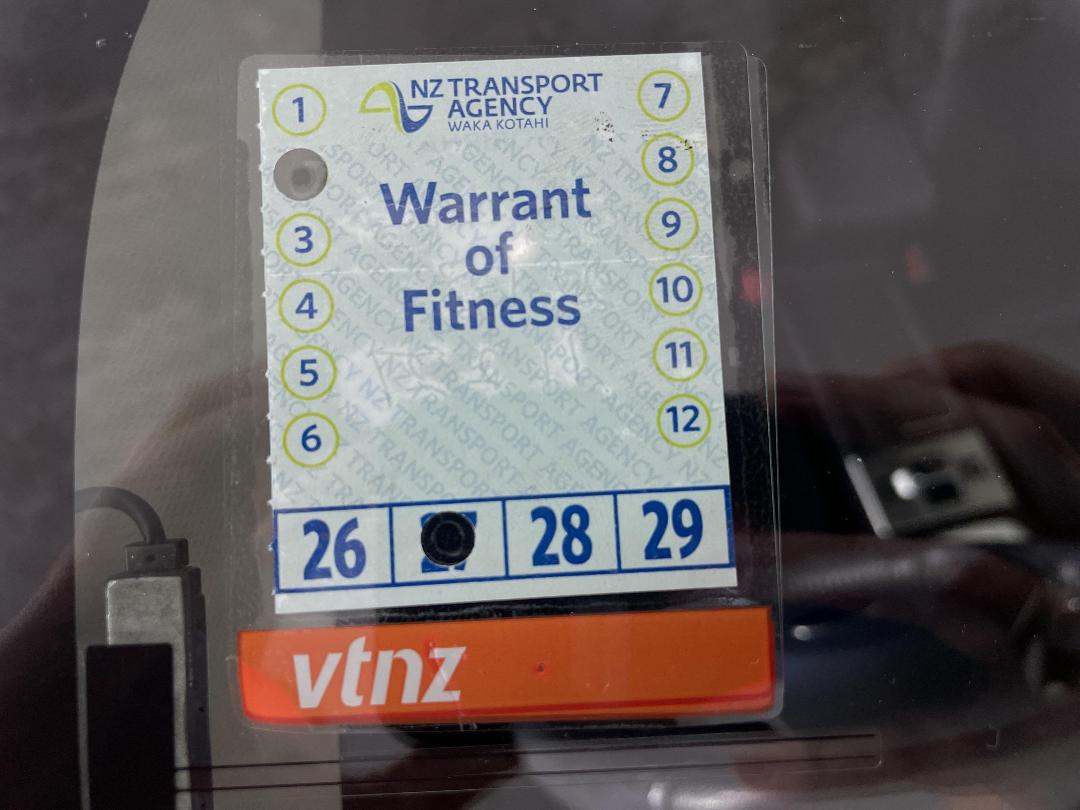 NZ TRANSPORT
AGENCY
WAKA KOTAHI
Warrant
of
Fitness
1
3
4
5
6
7
8
9
10
11
12
26 28 29
vtnz